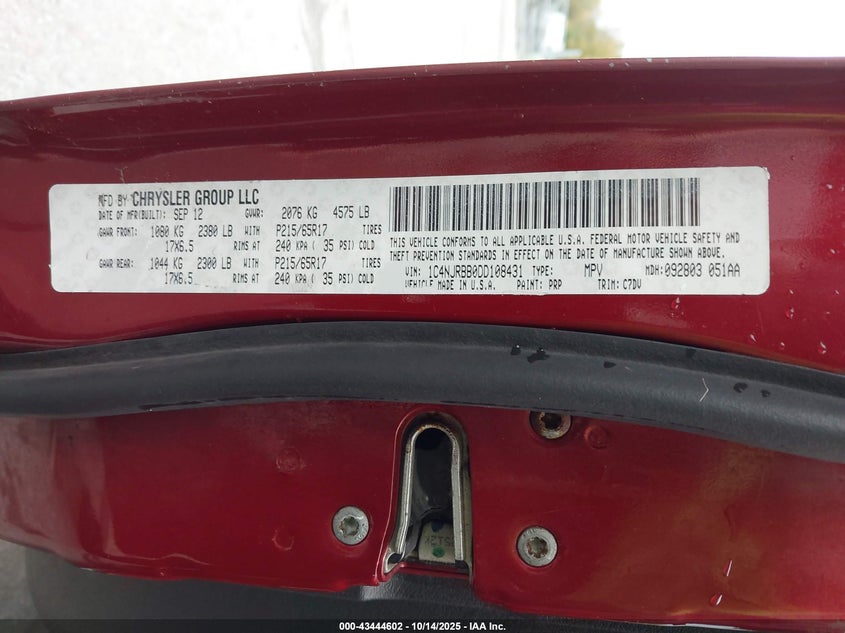 MFD BY CHRYSLER GROUP LLC
DATE OF MFR(BUILT): SEP 12 GVWR: 2076 KG 4575 LB
GAWR FRONT: 1080 KG 2380 LB WITH P215/65R17 TIRES
17X6.5 RIMS AT 240 KPA ( 35 PSI) COLD
GAWR REAR: 1044 KG 2300 LB WITH P215/65R17 TIRES
17X6.5 RIMS AT 240 KPA ( 35 PSI) COLD
THIS VEHICLE CONFORMS TO ALL APPLICABLE U.S.A. FEDERAL MOTOR VEHICLE SAFETY AND
THEFT PREVENTION STANDARDS IN EFFECT ON THE DATE OF MANUFACTURE SHOWN ABOVE.
VIN: 1C4NJRBB0DD108431 TYPE: MPV MDH: 092803 051AA
VEHICLE MADE IN U.S.A. PAINT: PRP TRIM: C7DV
000-43444602 - 10/14/2025 - IAA Inc.